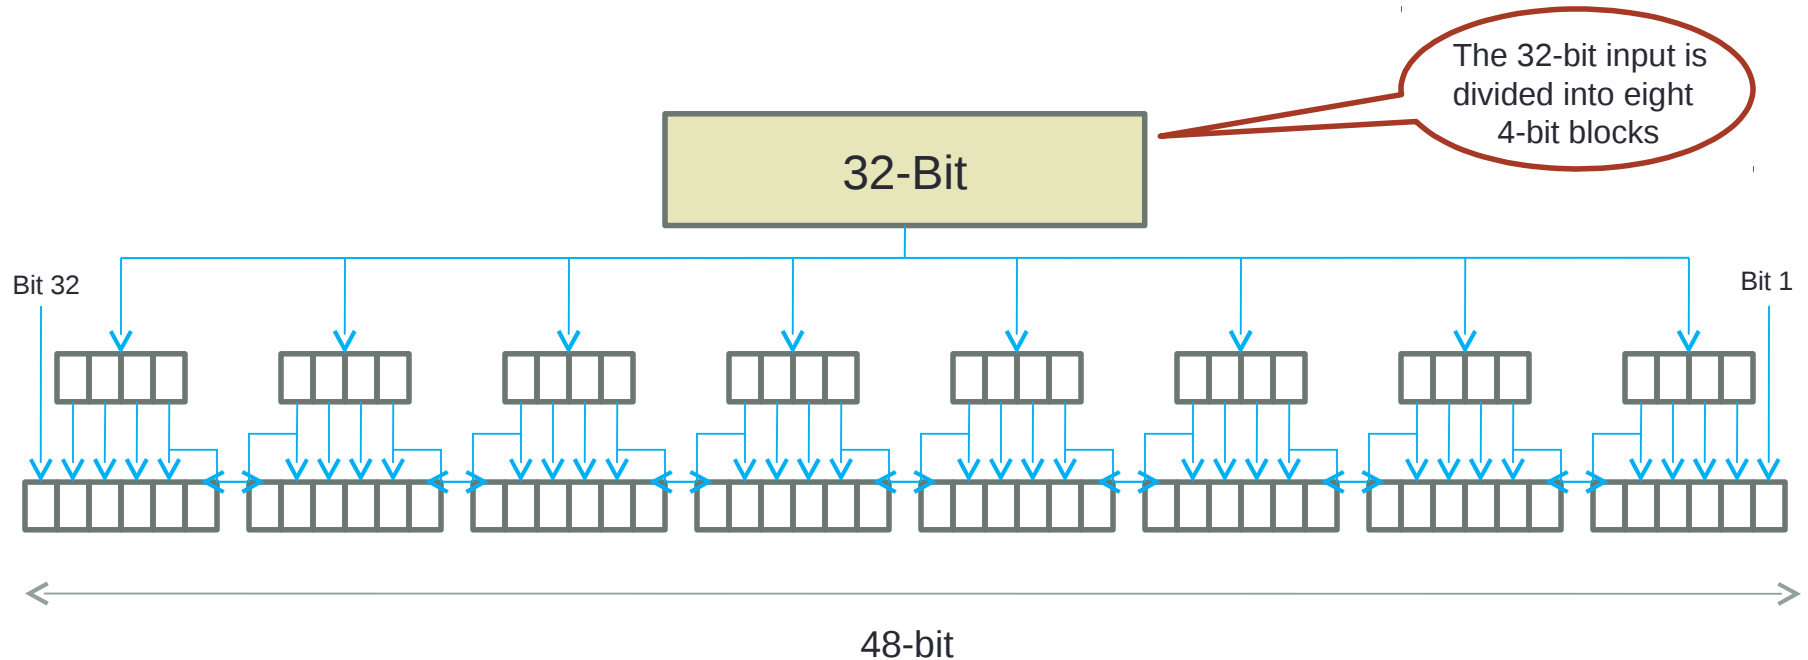 The 32-bit input is
divided into eight
4-bit blocks
32-Bit
Bit 32
Bit 1
48-bit